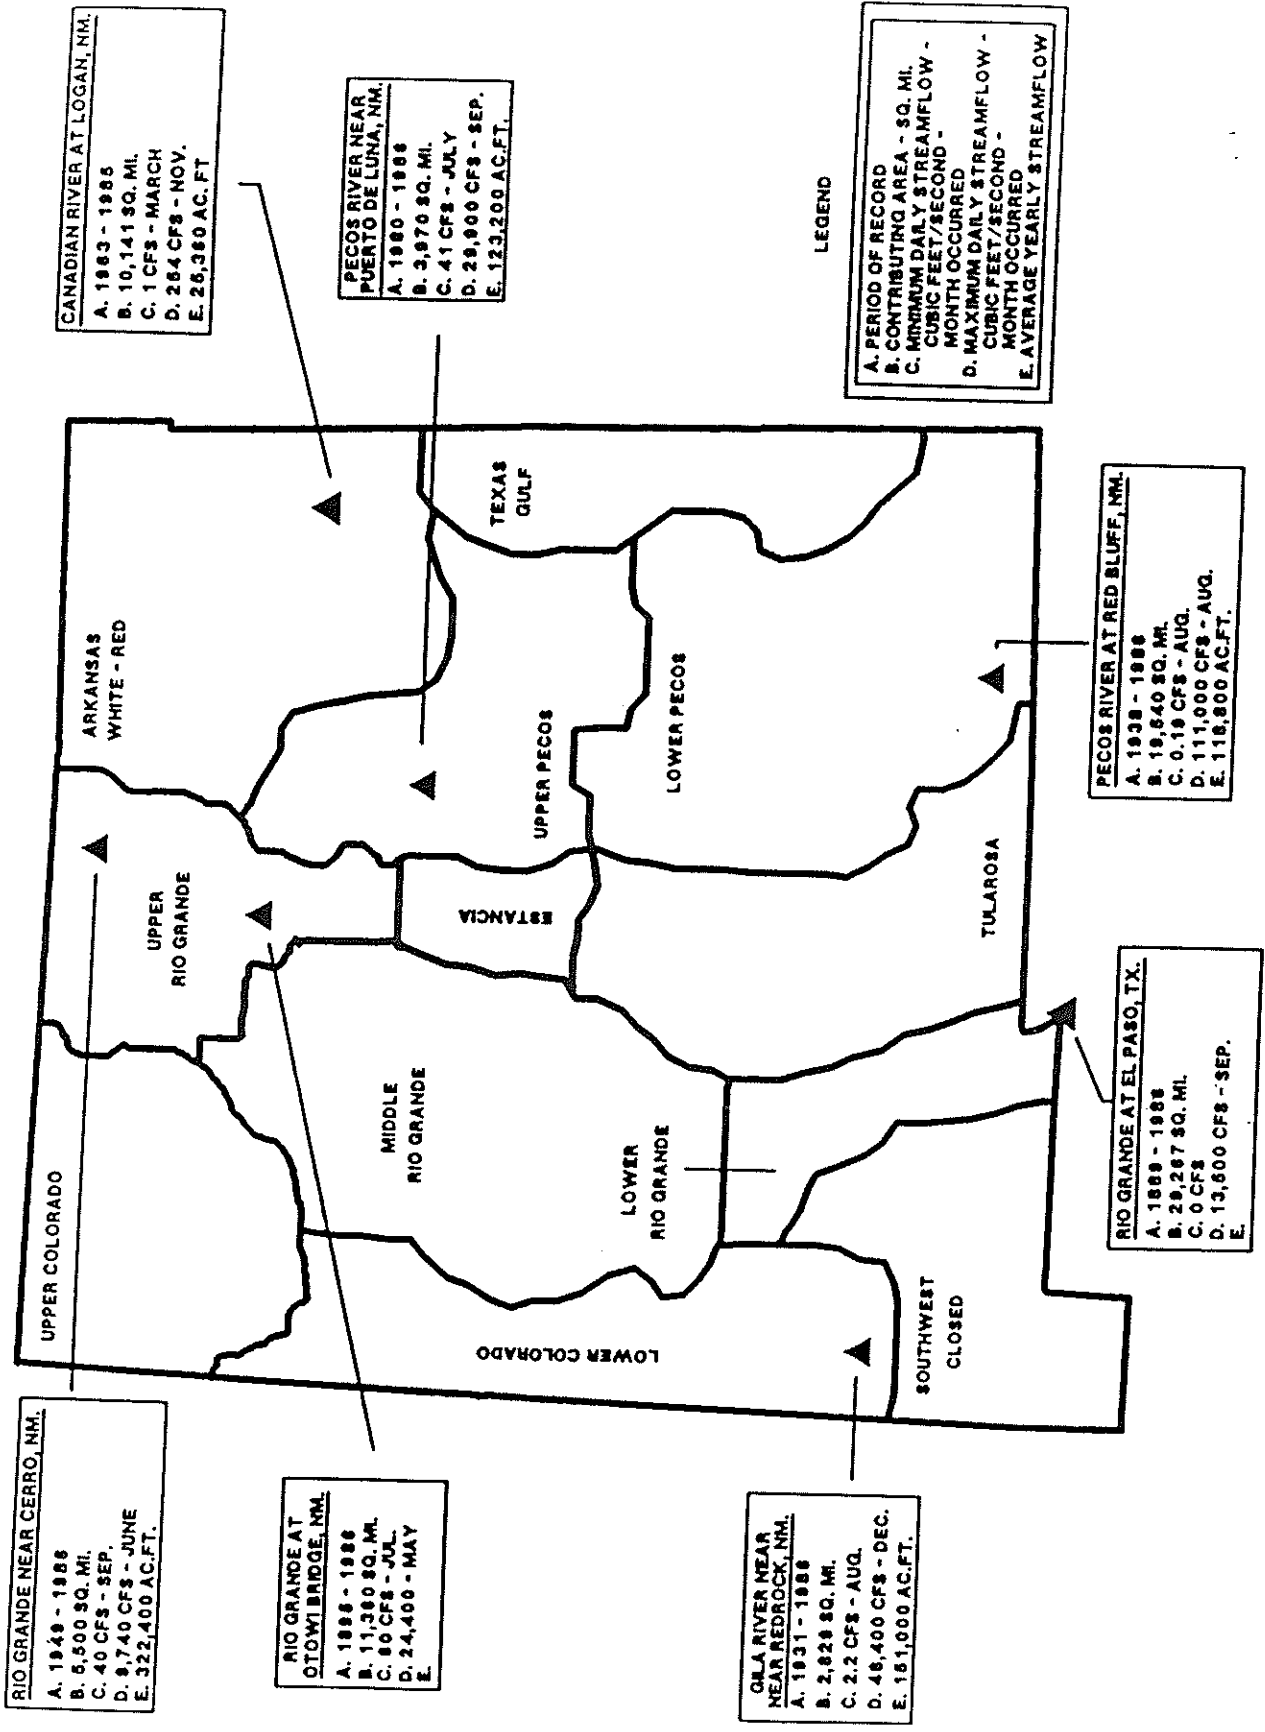 RIO GRANDE NEAR CERRO, NM.
A. 1949 - 1986
B. 5,500 SQ. MI.
C. 40 CFS - SEP.
D. 9,740 CFS - JUNE
E. 322,400 AC.FT.
RIO GRANDE AT
OTOWI BRIDGE, NM.
A. 1895 - 1986
B. 11,360 SQ. MI.
C. 60 CFS - JUL.
D. 24,400 - MAY
E.
GILA RIVER NEAR
NEAR REDROCK, NM.
A. 1931 - 1986
B. 2,829 SQ. MI.
C. 2.2 CFS - AUG.
D. 48,400 CFS - DEC.
E. 151,000 AC.FT.
UPPER COLORADO
ARKANSAS
WHITE - RED
UPPER
RIO GRANDE
MIDDLE
RIO GRANDE
ESTANCIA
UPPER PECOS
TEXAS
GULF
LOWER COLORADO
LOWER
RIO GRANDE
LOWER PECOS
SOUTHWEST
CLOSED
TULAROSA
CANADIAN RIVER AT LOGAN, NM.
A. 1963 - 1985
B. 10,141 SQ. MI.
C. 1 CFS - MARCH
D. 254 CFS - NOV.
E. 25,360 AC. FT
PECOS RIVER NEAR
PUERTO DE LUNA, NM.
A. 1980 - 1986
B. 3,970 SQ. MI.
C. 41 CFS - JULY
D. 29,900 CFS - SEP.
E. 123,200 AC.FT.
RIO GRANDE AT EL PASO, TX.
A. 1889 - 1986
B. 29,267 SQ. MI.
C. 0 CFS
D. 13,600 CFS - SEP.
E.
PECOS RIVER AT RED BLUFF, NM.
A. 1938 - 1986
B. 19,540 SQ. MI.
C. 0.19 CFS - AUG.
D. 111,000 CFS - AUG.
E. 118,800 AC.FT.
LEGEND
A. PERIOD OF RECORD
B. CONTRIBUTING AREA - SQ. MI.
C. MINIMUM DAILY STREAMFLOW -
CUBIC FEET/SECOND -
MONTH OCCURRED
D. MAXIMUM DAILY STREAMFLOW -
CUBIC FEET/SECOND -
MONTH OCCURRED
E. AVERAGE YEARLY STREAMFLOW